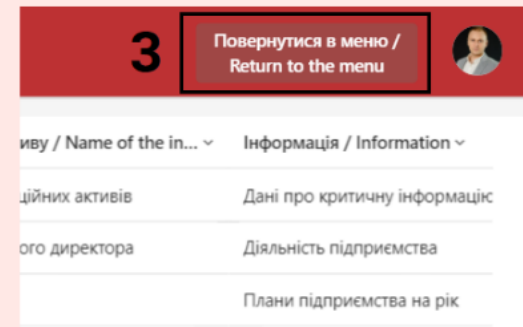 3
Повернутися в меню /
Return to the menu
иву / Name of the in... Інформація / Information
ційних активів Дані про критичну інформацію
ого директора Діяльність підприємства
Плани підприємства на рік